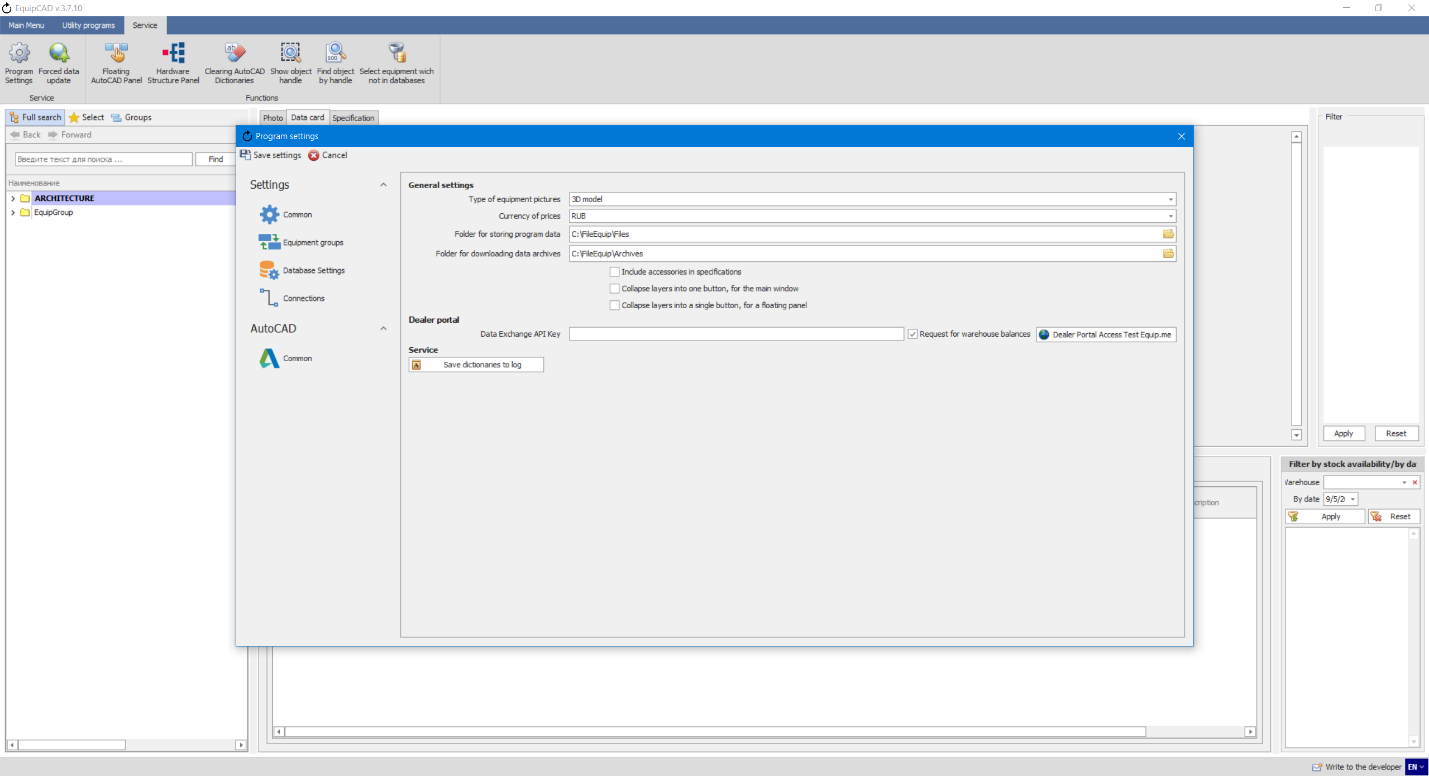 EquipCAD v.3.7.10
Main Menu Utility programs Service
Program Settings
Forced data update
Floating AutoCAD Panel
Hardware Structure Panel
Clearing AutoCAD Dictionaries
Show object handle
Find object by handle
Select equipment wich not in databases
Service Functions
Full search Select Groups
Photo Data card Specification
Filter
Back Forward
Введите текст для поиска ... Find
Наименование
ARCHITECTURE
EquipGroup
Program settings
Save settings Cancel
Settings
Common
Equipment groups
Database Settings
Connections
AutoCAD
Common
General settings
Type of equipment pictures 3D model
Currency of prices RUB
Folder for storing program data C:\FileEquip\Files
Folder for downloading data archives C:\FileEquip\Archives
Include accessories in specifications
Collapse layers into one button, for the main window
Collapse layers into a single button, for a floating panel
Dealer portal
Data Exchange API Key Request for warehouse balances Dealer Portal Access Test Equip.me
Service
Save dictionaries to log
Apply Reset
Filter by stock availability/by da
arehouse
By date 9/5/2
Apply Reset
cription
Write to the developer EN